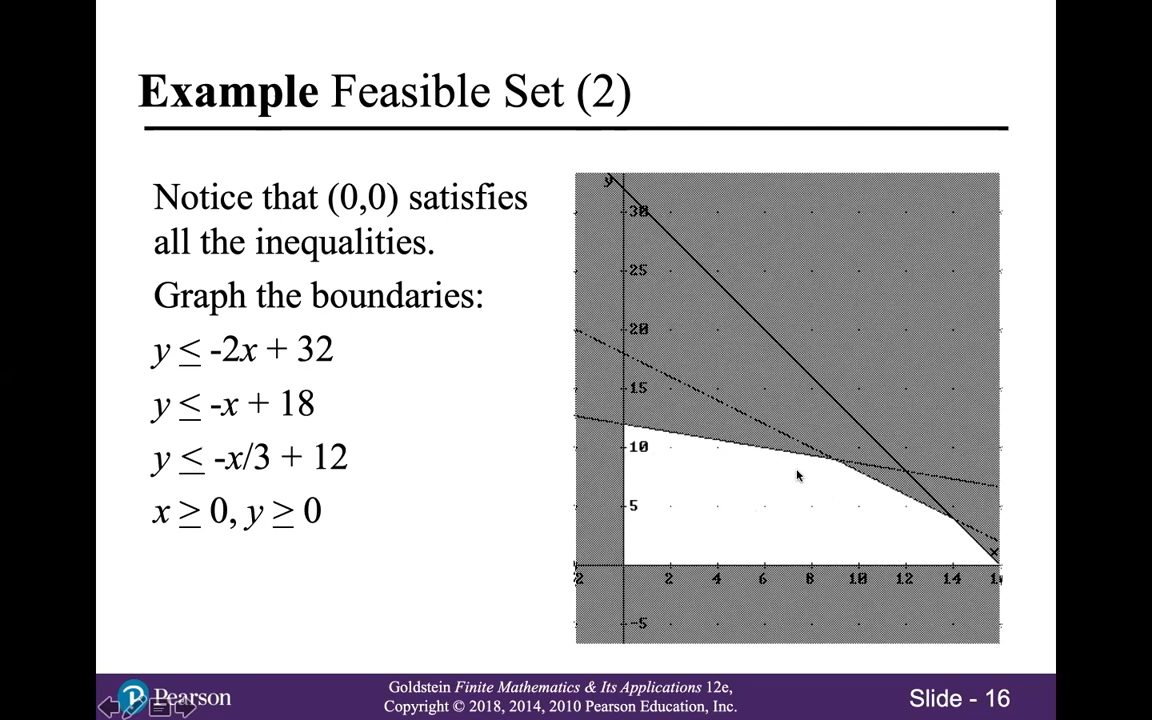 Example Feasible Set (2)
Notice that (0,0) satisfies
all the inequalities.
Graph the boundaries:
y ≤ -2x + 32
y ≤ -x + 18
y ≤ -x/3 + 12
x ≥ 0, y ≥ 0
y
30
25
20
15
10
5
-2 2 4 6 8 10 12 14
x
-5
Pearson
Goldstein Finite Mathematics & Its Applications 12e,
Copyright © 2018, 2014, 2010 Pearson Education, Inc.
Slide - 16